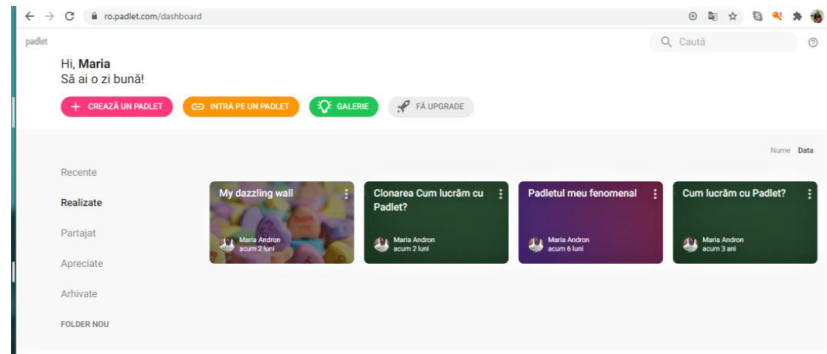 ro.padlet.com/dashboard
padlet
Caută
Hi, Maria
Să ai o zi bună!
CREAZĂ UN PADLET
INTRĂ PE UN PADLET
GALERIE
FĂ UPGRADE
Nume Data
Recente
Realizate
Partajat
Apreciate
Arhivate
FOLDER NOU
My dazzling wall
Maria Andron
acum 2 luni
Clonarea Cum lucrăm cu
Padlet?
Maria Andron
acum 2 luni
Padletul meu fenomenal
Maria Andron
acum 6 luni
Cum lucrăm cu Padlet?
Maria Andron
acum 3 ani